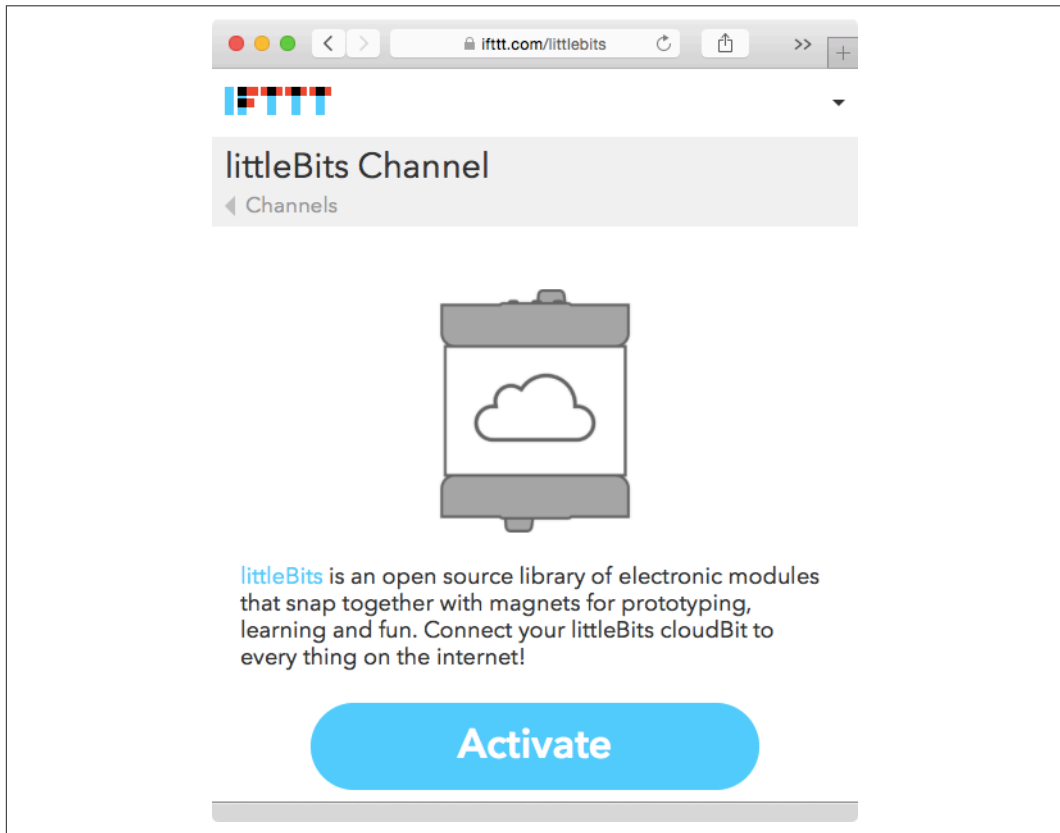 ifttt.com/littlebits
IFTTT
littleBits Channel
Channels
littleBits is an open source library of electronic modules
that snap together with magnets for prototyping,
learning and fun. Connect your littleBits cloudBit to
every thing on the internet!
Activate